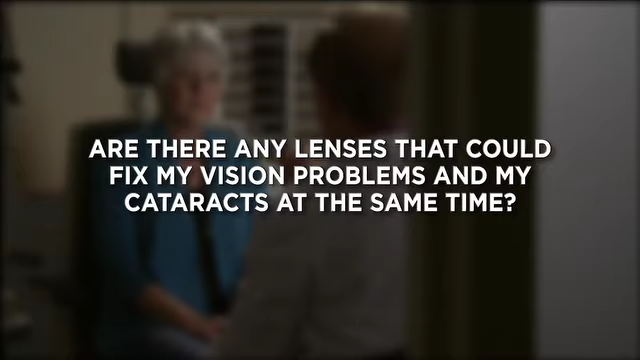 ARE THERE ANY LENSES THAT COULD
FIX MY VISION PROBLEMS AND MY
CATARACTS AT THE SAME TIME?